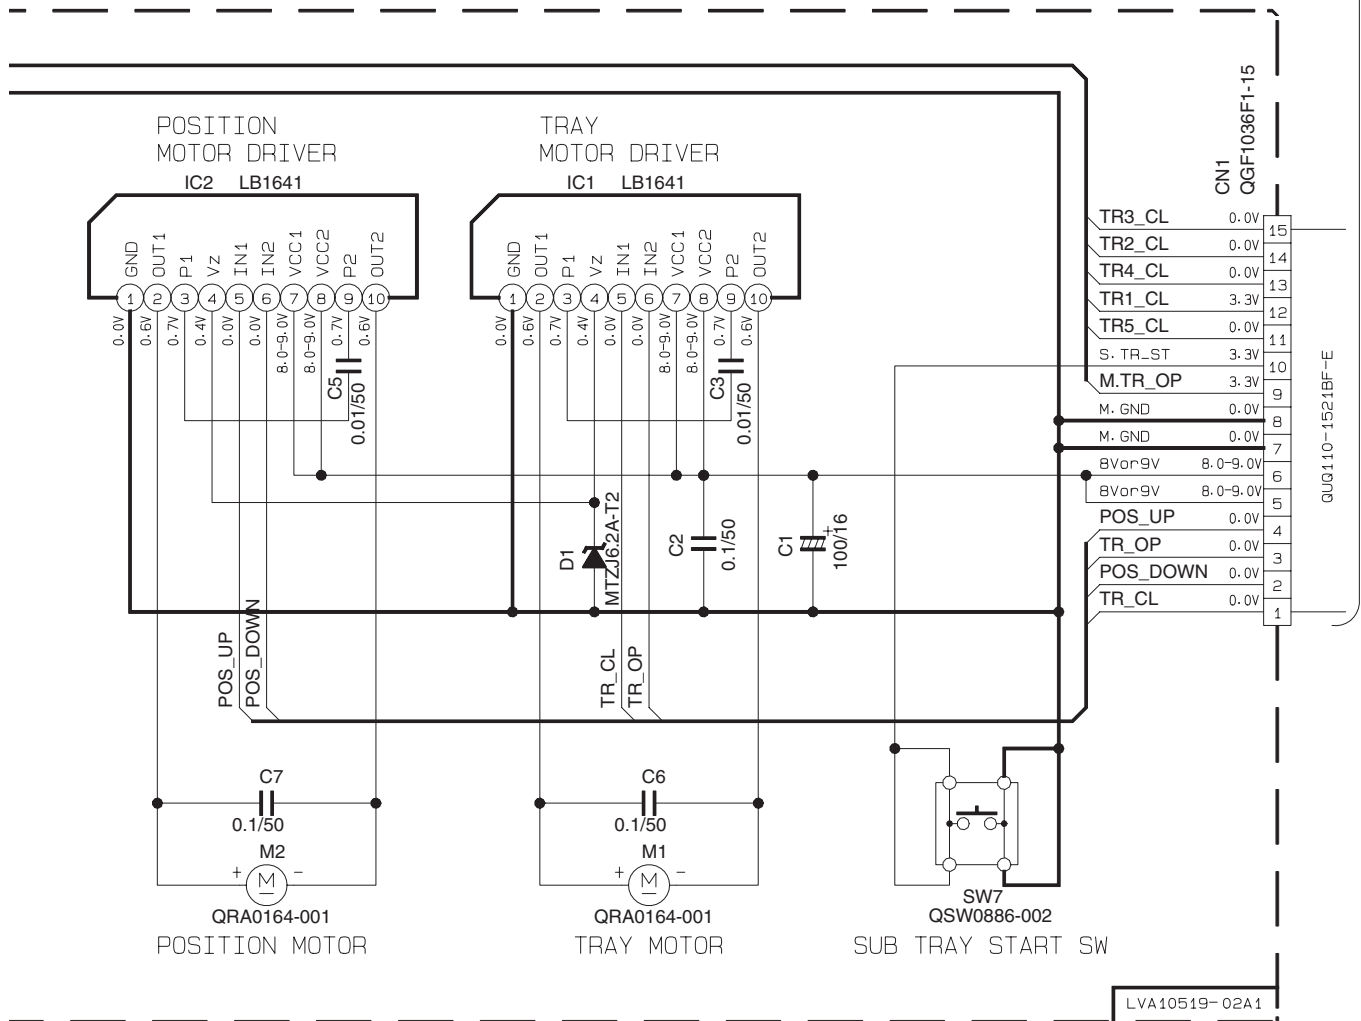 POSITION
MOTOR DRIVER
IC2 LB1641
GND
OUT1
P1
Vz
IN1
IN2
VCC1
VCC2
P2
OUT2
1 2 3 4 5 6 7 8 9 10
0.0V
0.6V
0.7V
0.4V
0.0V
0.0V
8.0-9.0V
8.0-9.0V
0.7V
0.6V
C5
0.01/50
TRAY
MOTOR DRIVER
IC1 LB1641
GND
OUT1
P1
Vz
IN1
IN2
VCC1
VCC2
P2
OUT2
1 2 3 4 5 6 7 8 9 10
0.0V
0.6V
0.7V
0.4V
0.0V
0.0V
8.0-9.0V
8.0-9.0V
0.7V
0.6V
C3
0.01/50
CN1
QGF1036F1-15
TR3_CL 0.0V 15
TR2_CL 0.0V 14
TR4_CL 0.0V 13
TR1_CL 3.3V 12
TR5_CL 0.0V 11
S.TR_ST 3.3V 10
M.TR_OP 3.3V 9
M.GND 0.0V 8
M.GND 0.0V 7
8Vor9V 8.0-9.0V 6
8Vor9V 8.0-9.0V 5
POS_UP 0.0V 4
TR_OP 0.0V 3
POS_DOWN 0.0V 2
TR_CL 0.0V 1
QUQ110-1521BF-E
D1
MTZJ6.2A-T2
C2
0.1/50
C1
+
100/16
POS_UP
POS_DOWN
TR_CL
TR_OP
C7
0.1/50
M2
+ M -
QRA0164-001
POSITION MOTOR
C6
0.1/50
M1
+ M -
QRA0164-001
TRAY MOTOR
SW7
QSW0886-002
SUB TRAY START SW
LVA10519-02A1